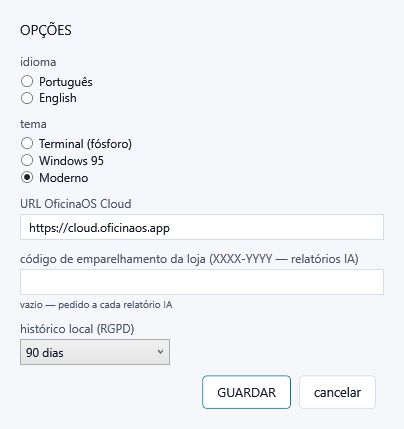 OPÇÕES
idioma
Português
English
tema
Terminal (fósforo)
Windows 95
Moderno
URL OficinaOS Cloud
https://cloud.oficinaos.app
código de emparelhamento da loja (XXXX-YYYY — relatórios IA)
vazio — pedido a cada relatório IA
histórico local (RGPD)
90 dias
GUARDAR
cancelar